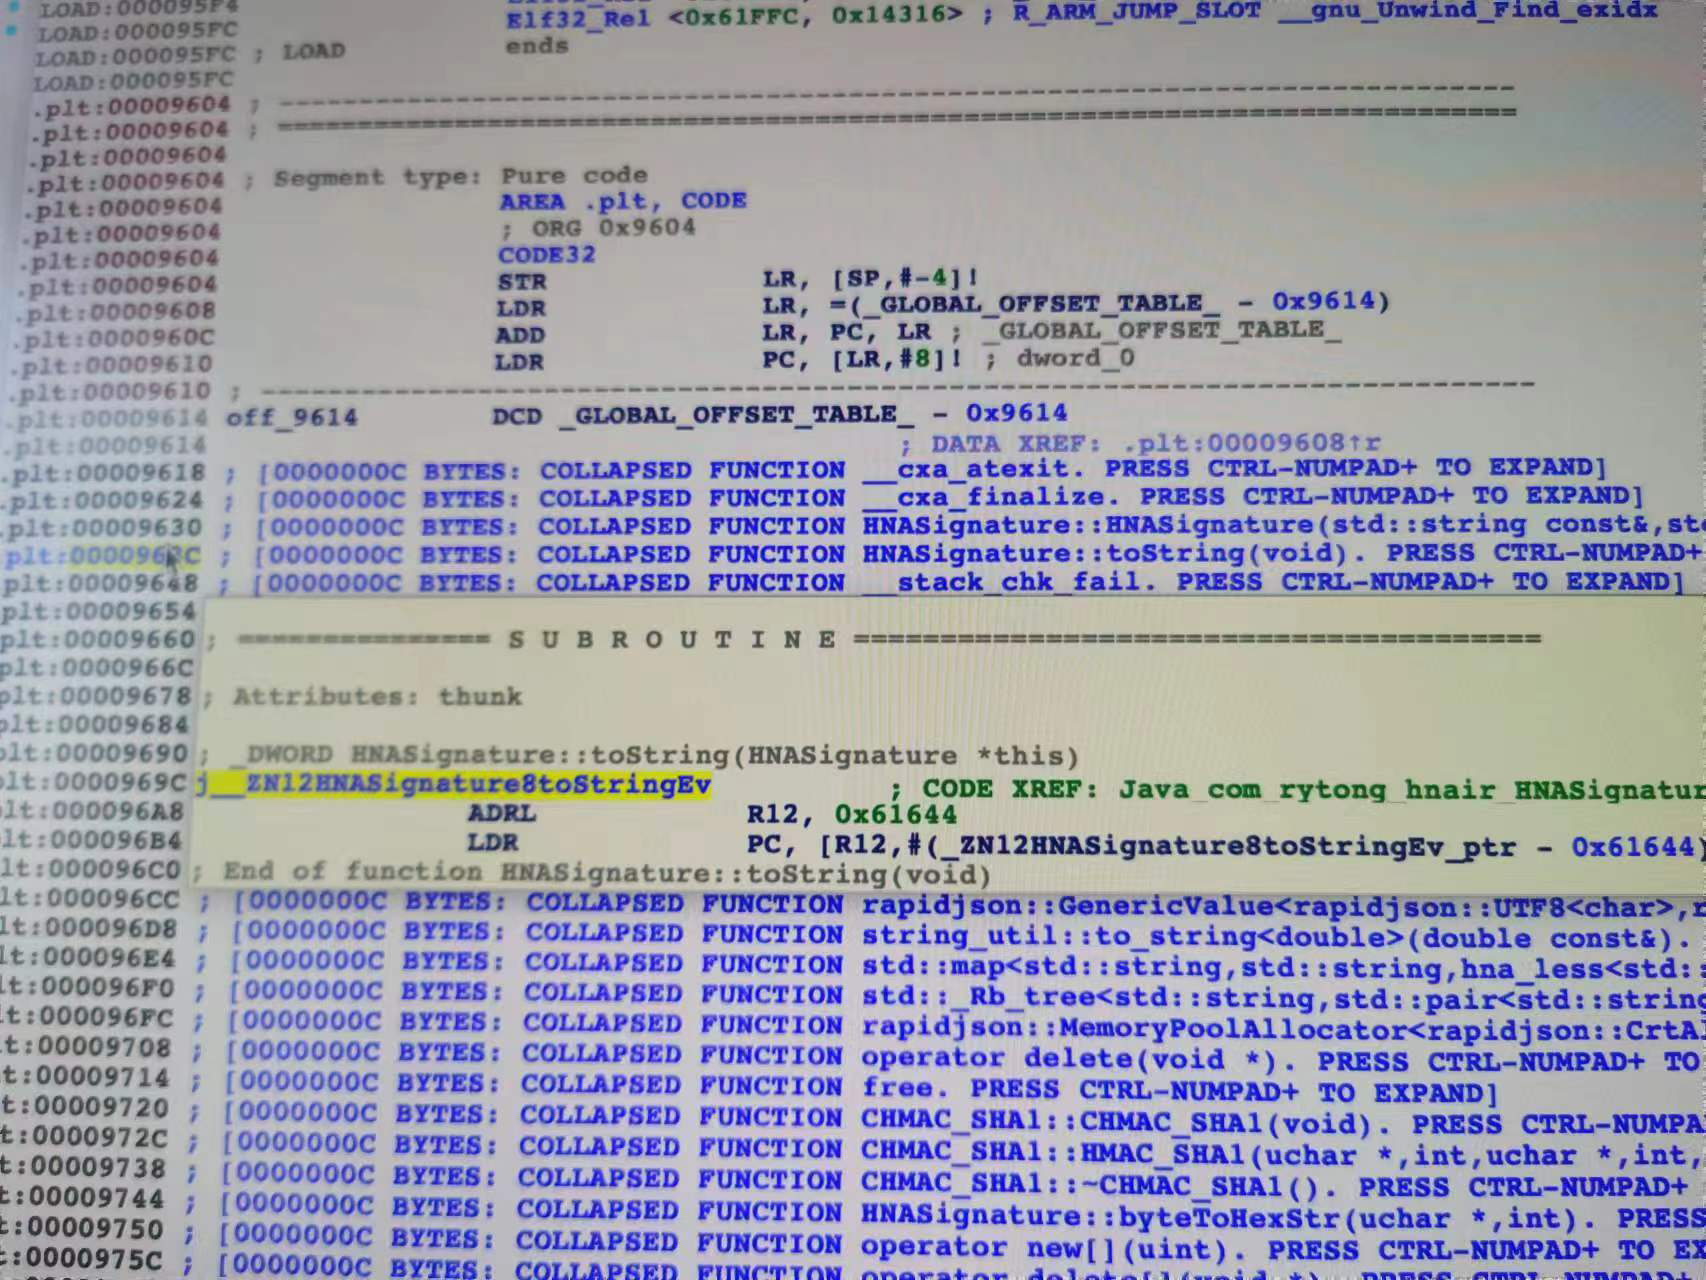 LOAD:000095F4
LOAD:000095FC Elf32_Rel <0x61FFC, 0x14316> ; R_ARM_JUMP_SLOT __gnu_Unwind_Find_exidx
LOAD:000095FC ; LOAD ends
LOAD:000095FC
.plt:00009604 ; ---------------------------------------------------------------------------
.plt:00009604 ; ===========================================================================
.plt:00009604
.plt:00009604 ; Segment type: Pure code
.plt:00009604 AREA .plt, CODE
.plt:00009604 ; ORG 0x9604
.plt:00009604 CODE32
.plt:00009604 STR LR, [SP,#-4]!
.plt:00009608 LDR LR, =(_GLOBAL_OFFSET_TABLE_ - 0x9614)
.plt:0000960C ADD LR, PC, LR ; _GLOBAL_OFFSET_TABLE_
.plt:00009610 LDR PC, [LR,#8]! ; dword_0
.plt:00009610 ; ---------------------------------------------------------------------------
.plt:00009614 off_9614 DCD _GLOBAL_OFFSET_TABLE_ - 0x9614
.plt:00009614 ; DATA XREF: .plt:00009608↑r
.plt:00009618 ; [0000000C BYTES: COLLAPSED FUNCTION __cxa_atexit. PRESS CTRL-NUMPAD+ TO EXPAND]
.plt:00009624 ; [0000000C BYTES: COLLAPSED FUNCTION __cxa_finalize. PRESS CTRL-NUMPAD+ TO EXPAND]
.plt:00009630 ; [0000000C BYTES: COLLAPSED FUNCTION HNASignature::HNASignature(std::string const&,st
plt:0000963C ; [0000000C BYTES: COLLAPSED FUNCTION HNASignature::toString(void). PRESS CTRL-NUMPAD+
plt:00009648 ; [0000000C BYTES: COLLAPSED FUNCTION __stack_chk_fail. PRESS CTRL-NUMPAD+ TO EXPAND]
plt:00009654
plt:00009660 ; =============== S U B R O U T I N E =======================================
plt:0000966C
plt:00009678 ; Attributes: thunk
plt:00009684
plt:00009690 ; _DWORD HNASignature::toString(HNASignature *this)
lt:0000969C j__ZN12HNASignature8toStringEv ; CODE XREF: Java_com_rytong_hnair_HNASignatur
lt:000096A8 ADRL R12, 0x61644
lt:000096B4 LDR PC, [R12,#(_ZN12HNASignature8toStringEv_ptr - 0x61644)
lt:000096C0 ; End of function HNASignature::toString(void)
lt:000096CC ; [0000000C BYTES: COLLAPSED FUNCTION rapidjson::GenericValue<rapidjson::UTF8<char>,r
lt:000096D8 ; [0000000C BYTES: COLLAPSED FUNCTION string_util::to_string<double>(double const&).
lt:000096E4 ; [0000000C BYTES: COLLAPSED FUNCTION std::map<std::string,std::string,hna_less<std::
lt:000096F0 ; [0000000C BYTES: COLLAPSED FUNCTION std::_Rb_tree<std::string,std::pair<std::string
t:000096FC ; [0000000C BYTES: COLLAPSED FUNCTION rapidjson::MemoryPoolAllocator<rapidjson::CrtA
t:00009708 ; [0000000C BYTES: COLLAPSED FUNCTION operator delete(void *). PRESS CTRL-NUMPAD+ TO
t:00009714 ; [0000000C BYTES: COLLAPSED FUNCTION free. PRESS CTRL-NUMPAD+ TO EXPAND]
t:00009720 ; [0000000C BYTES: COLLAPSED FUNCTION CHMAC_SHA1::CHMAC_SHA1(void). PRESS CTRL-NUMPA
t:0000972C ; [0000000C BYTES: COLLAPSED FUNCTION CHMAC_SHA1::HMAC_SHA1(uchar *,int,uchar *,int,
t:00009738 ; [0000000C BYTES: COLLAPSED FUNCTION CHMAC_SHA1::~CHMAC_SHA1(). PRESS CTRL-NUMPAD+
t:00009744 ; [0000000C BYTES: COLLAPSED FUNCTION HNASignature::byteToHexStr(uchar *,int). PRESS
t:00009750 ; [0000000C BYTES: COLLAPSED FUNCTION operator new[](uint). PRESS CTRL-NUMPAD+ TO EX
t:0000975C ; [0000000C BYTES: COLLAPSED FUNCTION operator delete[](void *). PRESS CTRL-NUMPAD+ TO